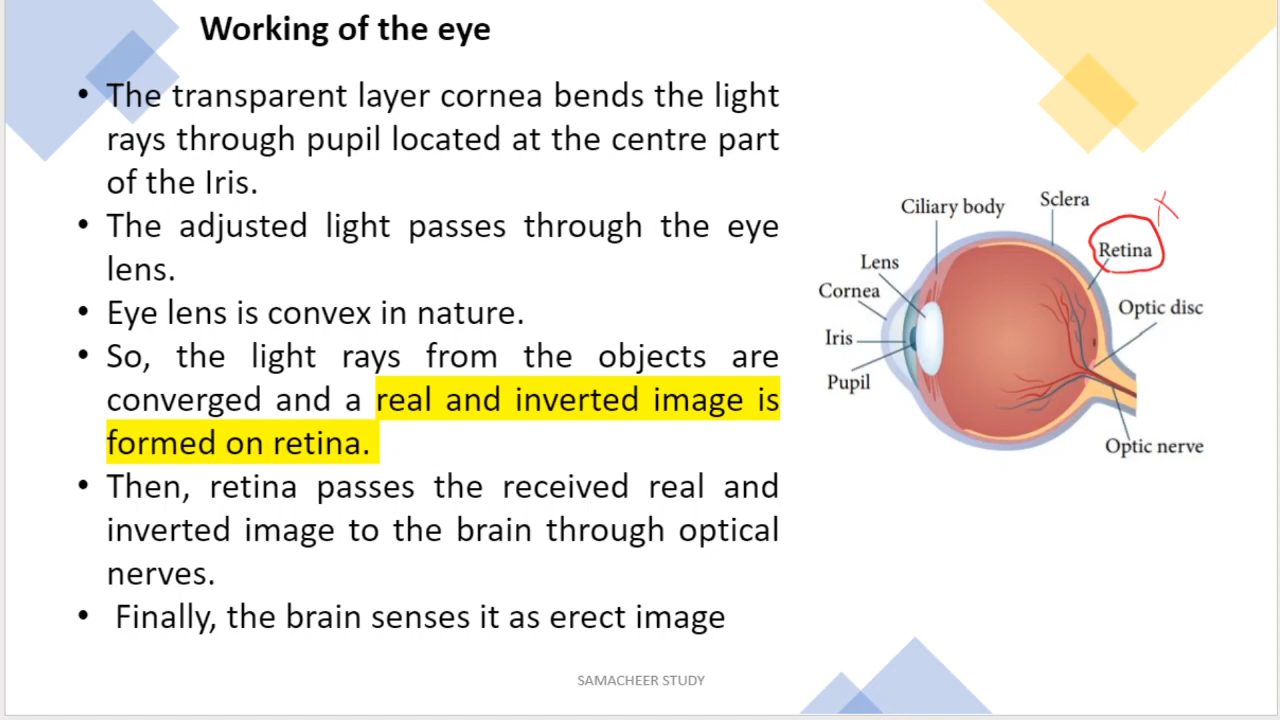 Working of the eye
• The transparent layer cornea bends the light
rays through pupil located at the centre part
of the Iris.
• The adjusted light passes through the eye
lens.
• Eye lens is convex in nature.
• So, the light rays from the objects are
converged and a real and inverted image is
formed on retina.
• Then, retina passes the received real and
inverted image to the brain through optical
nerves.
• Finally, the brain senses it as erect image
Ciliary body
Sclera
Retina
Lens
Cornea
Optic disc
Iris
Pupil
Optic nerve
SAMACHEER STUDY